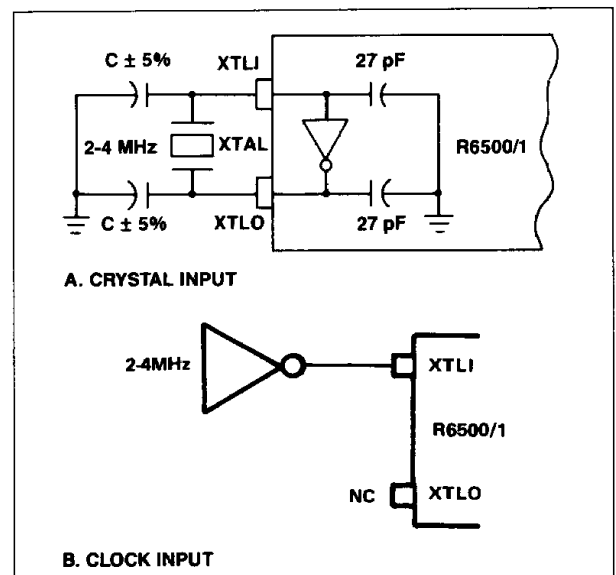 C ± 5%
XTLI
27 pF
2-4 MHz
XTAL
R6500/1
C ± 5%
XTLO
27 pF
A. CRYSTAL INPUT
2-4MHz
XTLI
R6500/1
NC
XTLO
B. CLOCK INPUT